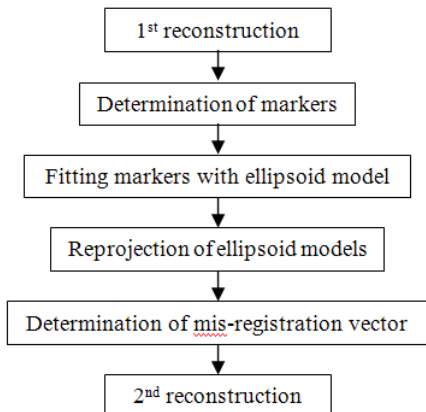 1st reconstruction
Determination of markers
Fitting markers with ellipsoid model
Reprojection of ellipsoid models
Determination of mis-registration vector
2nd reconstruction